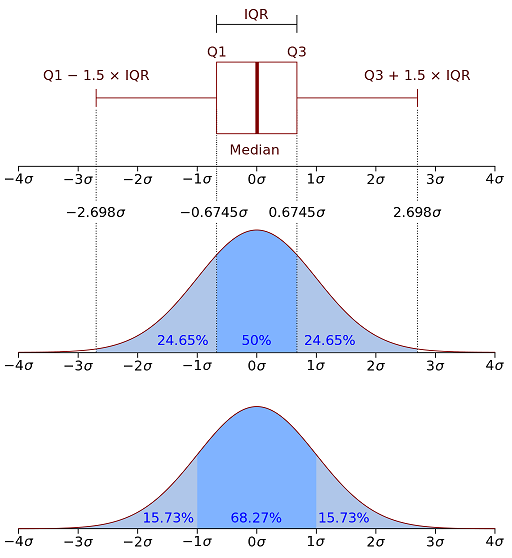 IQR
Q1 Q3
Q1 − 1.5 × IQR Q3 + 1.5 × IQR
Median
−4σ −3σ −2σ −1σ 0σ 1σ 2σ 3σ 4σ
−2.698σ −0.6745σ 0.6745σ 2.698σ
24.65% 50% 24.65%
−4σ −3σ −2σ −1σ 0σ 1σ 2σ 3σ 4σ
15.73% 68.27% 15.73%
−4σ −3σ −2σ −1σ 0σ 1σ 2σ 3σ 4σ